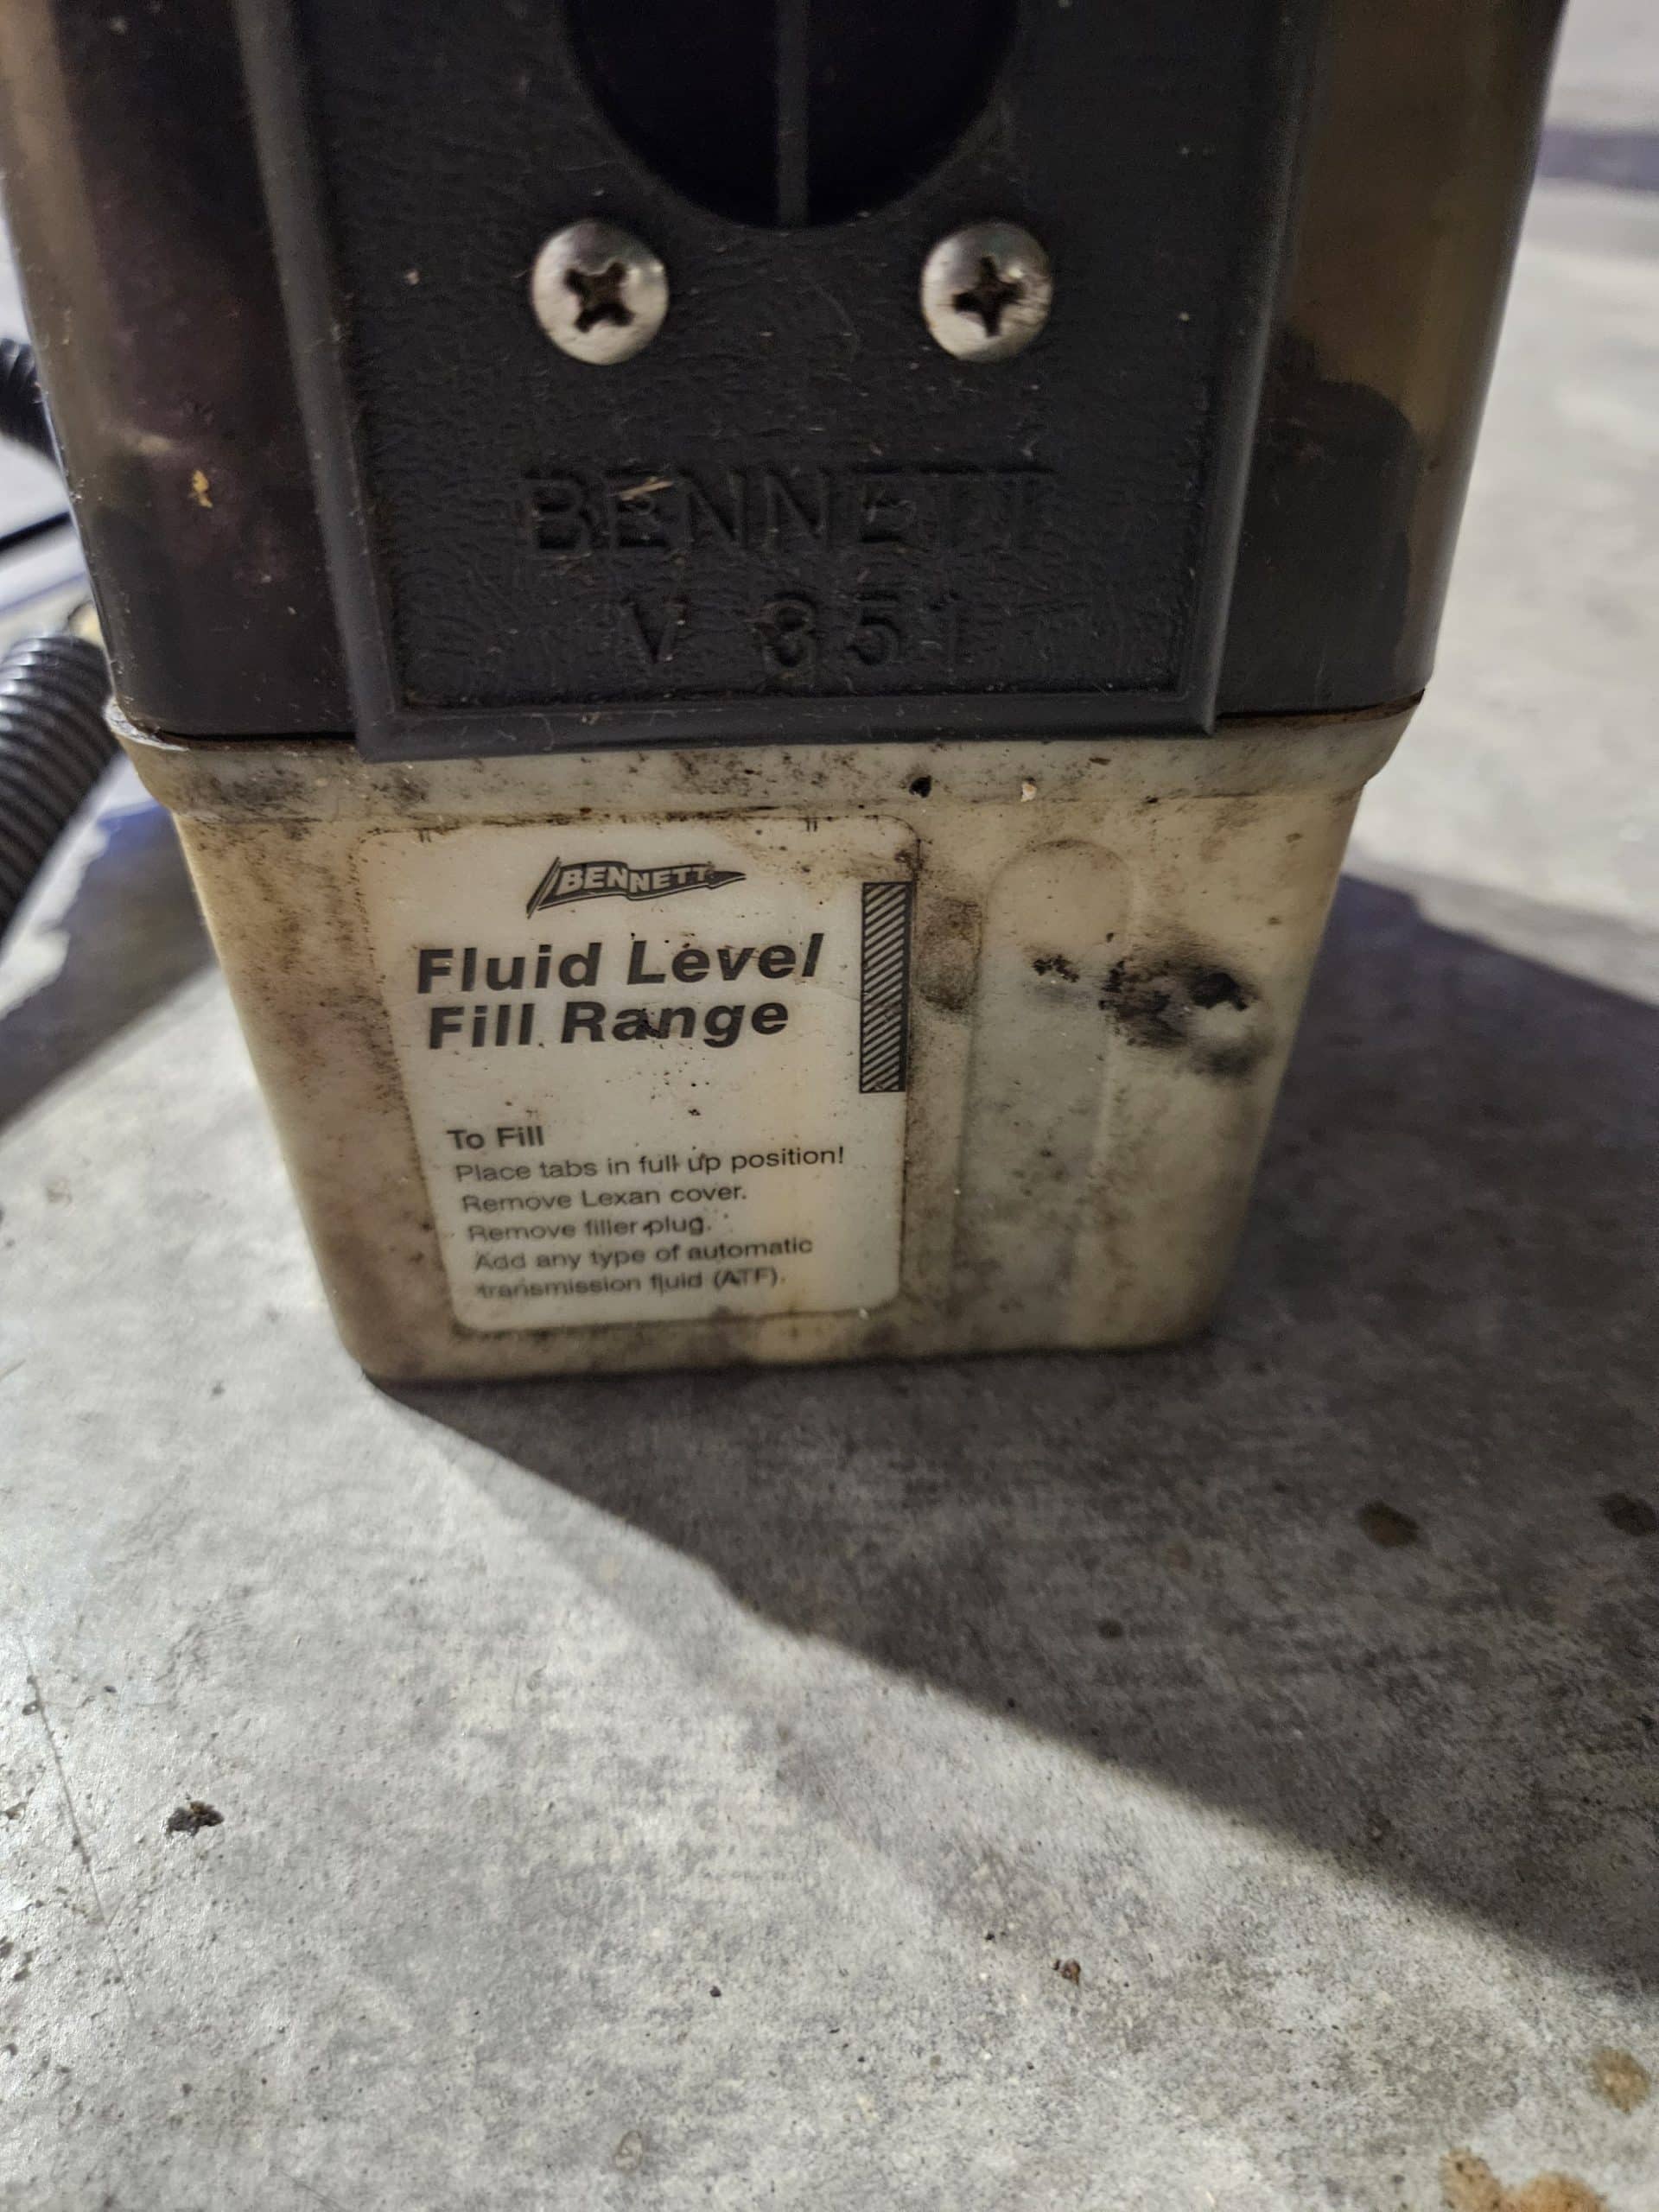 BENNETT
V 351
BENNETT
Fluid Level
Fill Range
To Fill
Place tabs in full up position!
Remove Lexan cover.
Remove filler plug.
Add any type of automatic
transmission fluid (ATF).